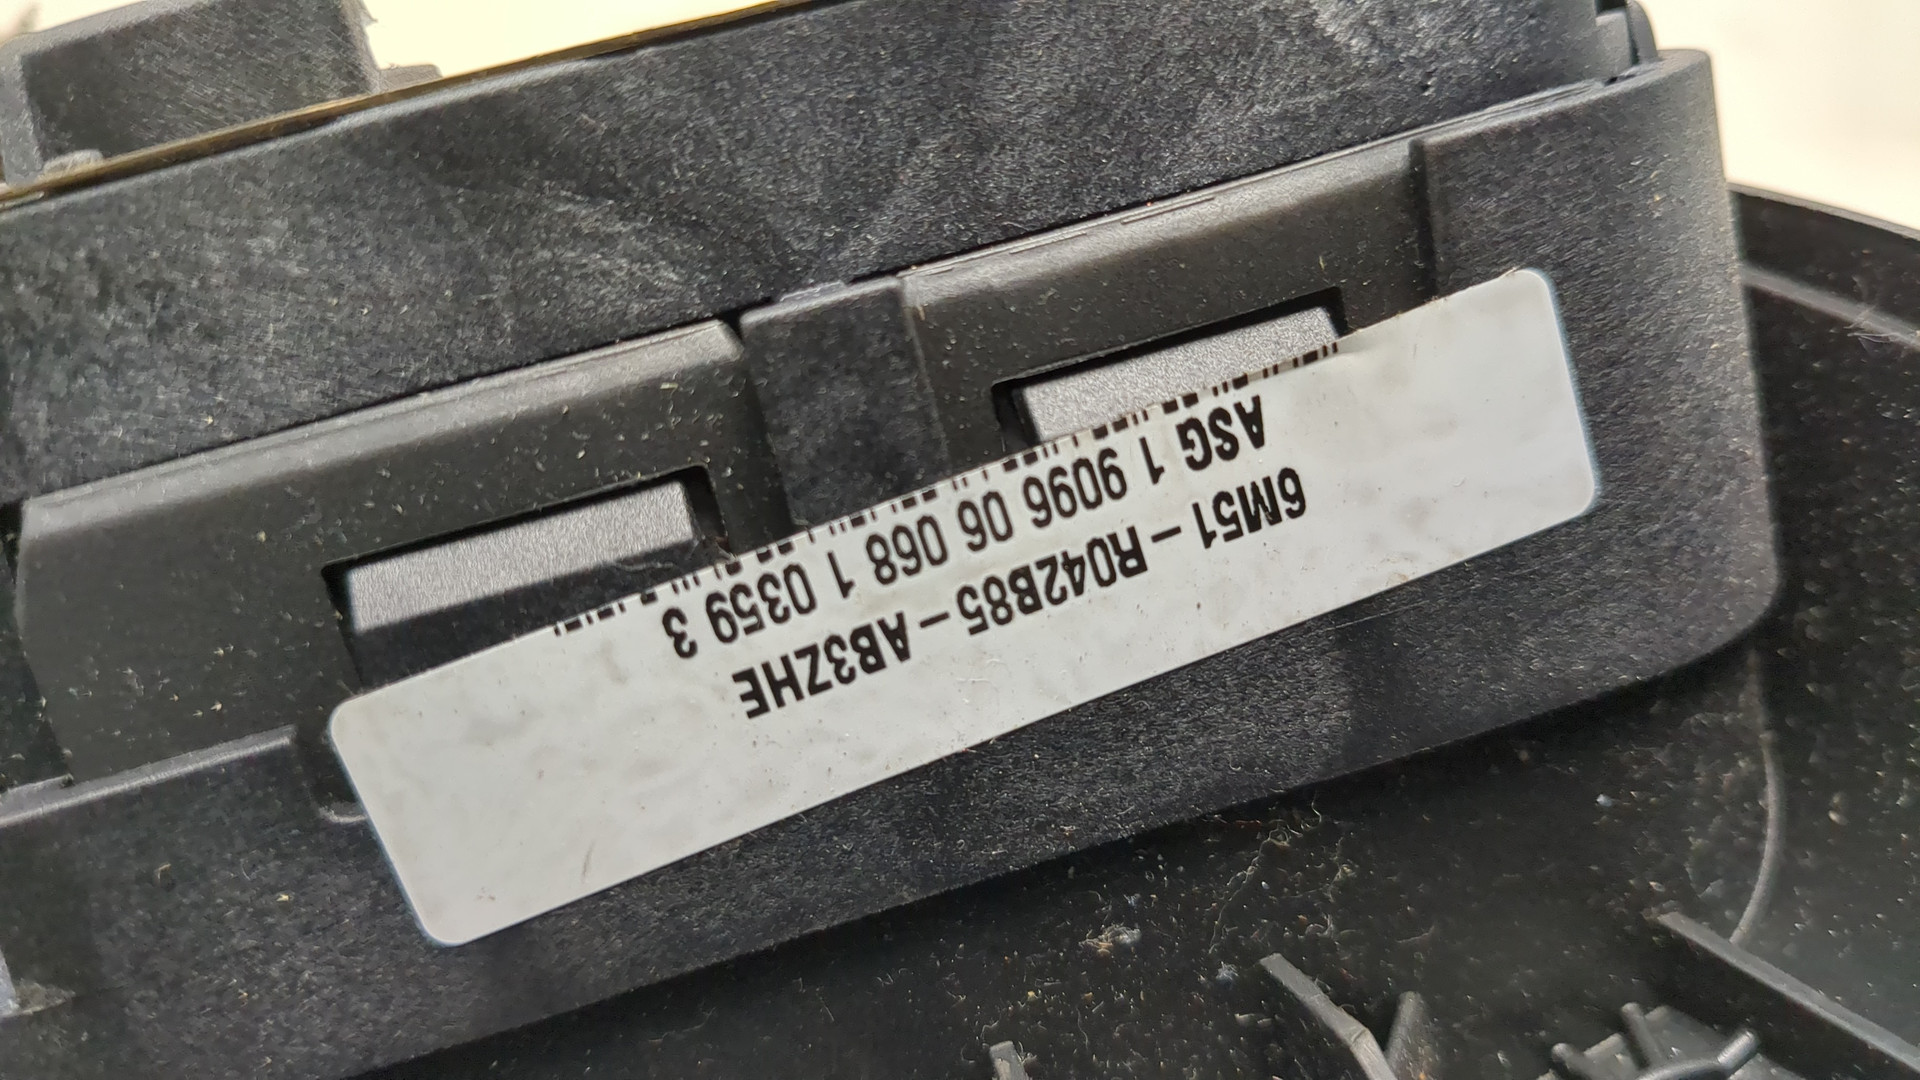 ASG 1 9096 06 068 1 0359 3
6M51-R042B85-AB3ZHE